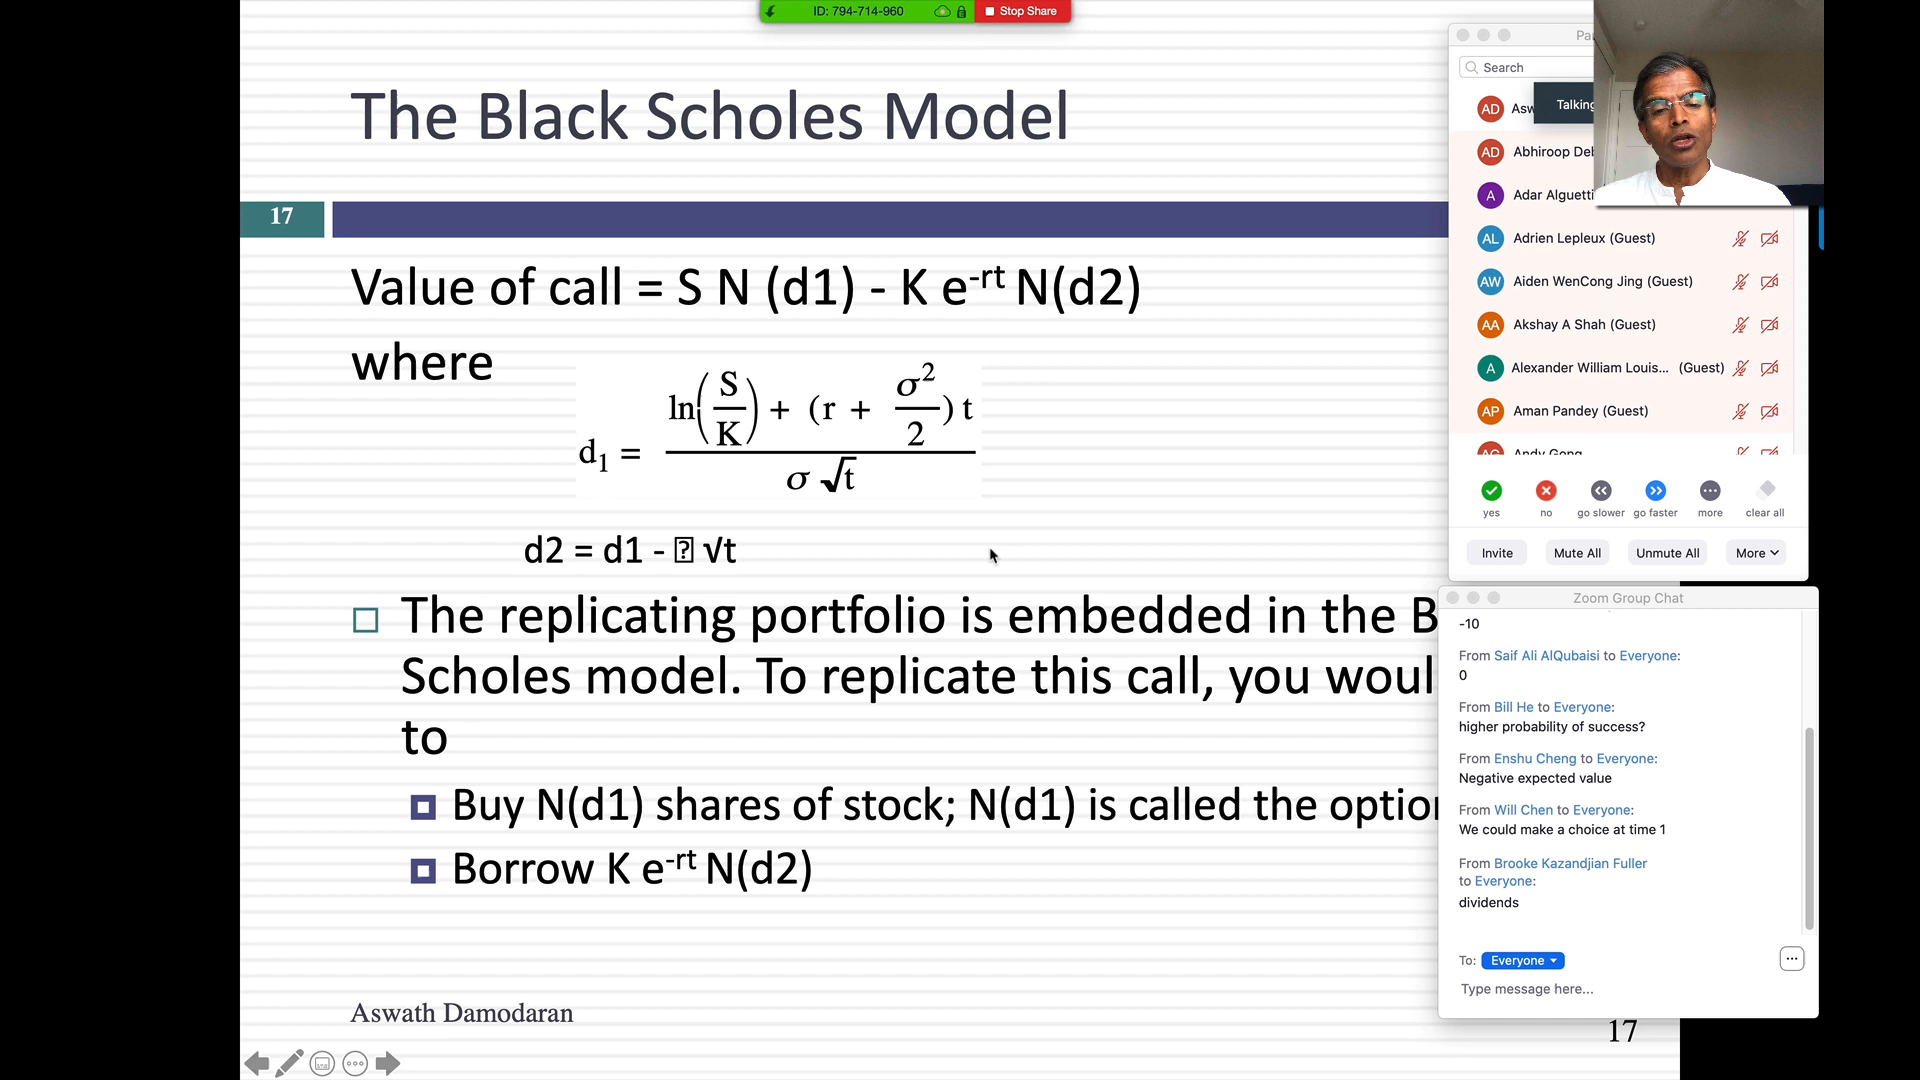 ID: 794-714-960
Stop Share
The Black Scholes Model
17
Value of call = S N (d1) - K e-rt N(d2)
where
d1 = ln(S/K) + (r + σ2/2) t
σ √t
d2 = d1 - √t
The replicating portfolio is embedded in the B
Scholes model. To replicate this call, you woul
to
Buy N(d1) shares of stock; N(d1) is called the option
Borrow K e-rt N(d2)
Aswath Damodaran
17
Search
Talking
AD Asw
AD Abhiroop Deb
A Adar Alguetti
AL Adrien Lepleux (Guest)
AW Aiden WenCong Jing (Guest)
AA Akshay A Shah (Guest)
A Alexander William Louis... (Guest)
AP Aman Pandey (Guest)
AG Andy Gong
yes no go slower go faster more clear all
Invite Mute All Unmute All More
Zoom Group Chat
-10
From Saif Ali AlQubaisi to Everyone:
0
From Bill He to Everyone:
higher probability of success?
From Enshu Cheng to Everyone:
Negative expected value
From Will Chen to Everyone:
We could make a choice at time 1
From Brooke Kazandjian Fuller
to Everyone:
dividends
To: Everyone
Type message here...